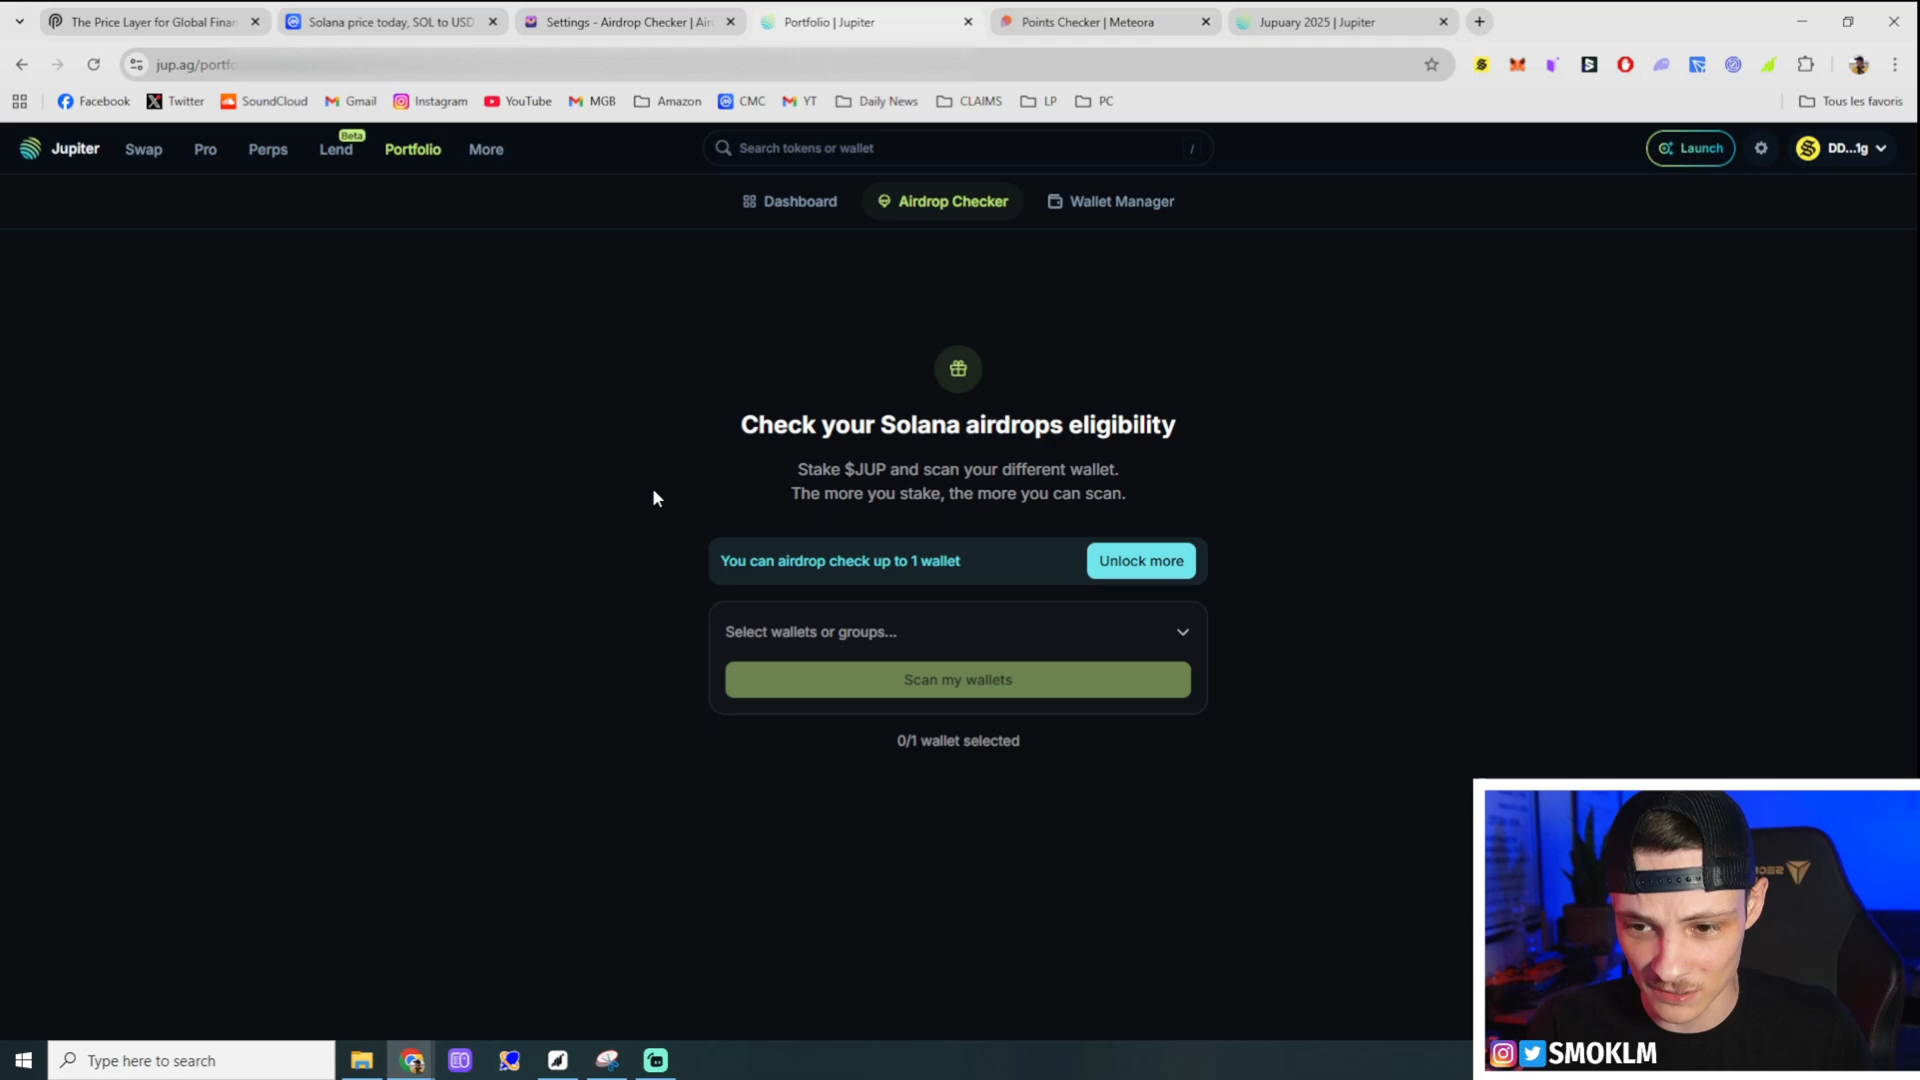 The Price Layer for Global Finan
Solana price today, SOL to USD
Settings - Airdrop Checker | Air
Portfolio | Jupiter
Points Checker | Meteora
Jupuary 2025 | Jupiter
jup.ag/portfo
Facebook
Twitter
SoundCloud
Gmail
Instagram
YouTube
MGB
Amazon
CMC
YT
Daily News
CLAIMS
LP
PC
Tous les favoris
Jupiter
Swap
Pro
Perps
Lend
Beta
Portfolio
More
Search tokens or wallet
/
Launch
DD...1g
Dashboard
Airdrop Checker
Wallet Manager
Check your Solana airdrops eligibility
Stake $JUP and scan your different wallet.
The more you stake, the more you can scan.
You can airdrop check up to 1 wallet
Unlock more
Select wallets or groups...
Scan my wallets
0/1 wallet selected
SMOKLM
Type here to search